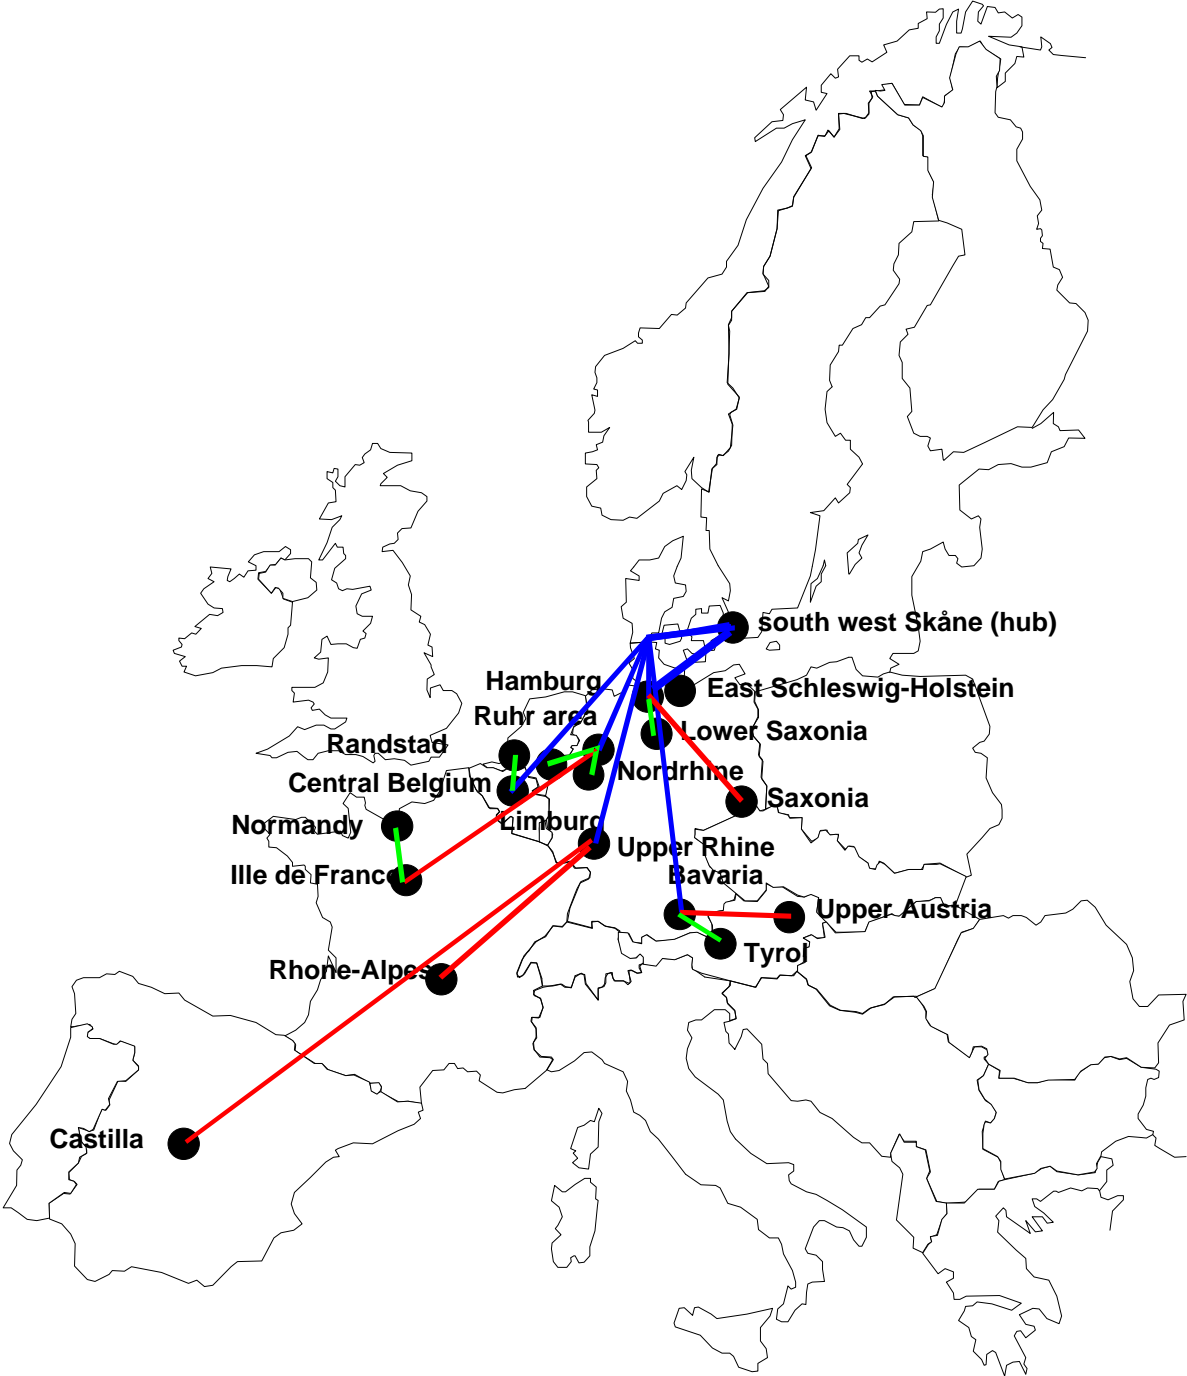 south west Skåne (hub)
Hamburg
East Schleswig-Holstein
Ruhr area
Lower Saxonia
Randstad
Nordrhine
Central Belgium
Saxonia
Limburg
Normandy
Upper Rhine
Ille de France
Bavaria
Upper Austria
Tyrol
Rhone-Alpes
Castilla